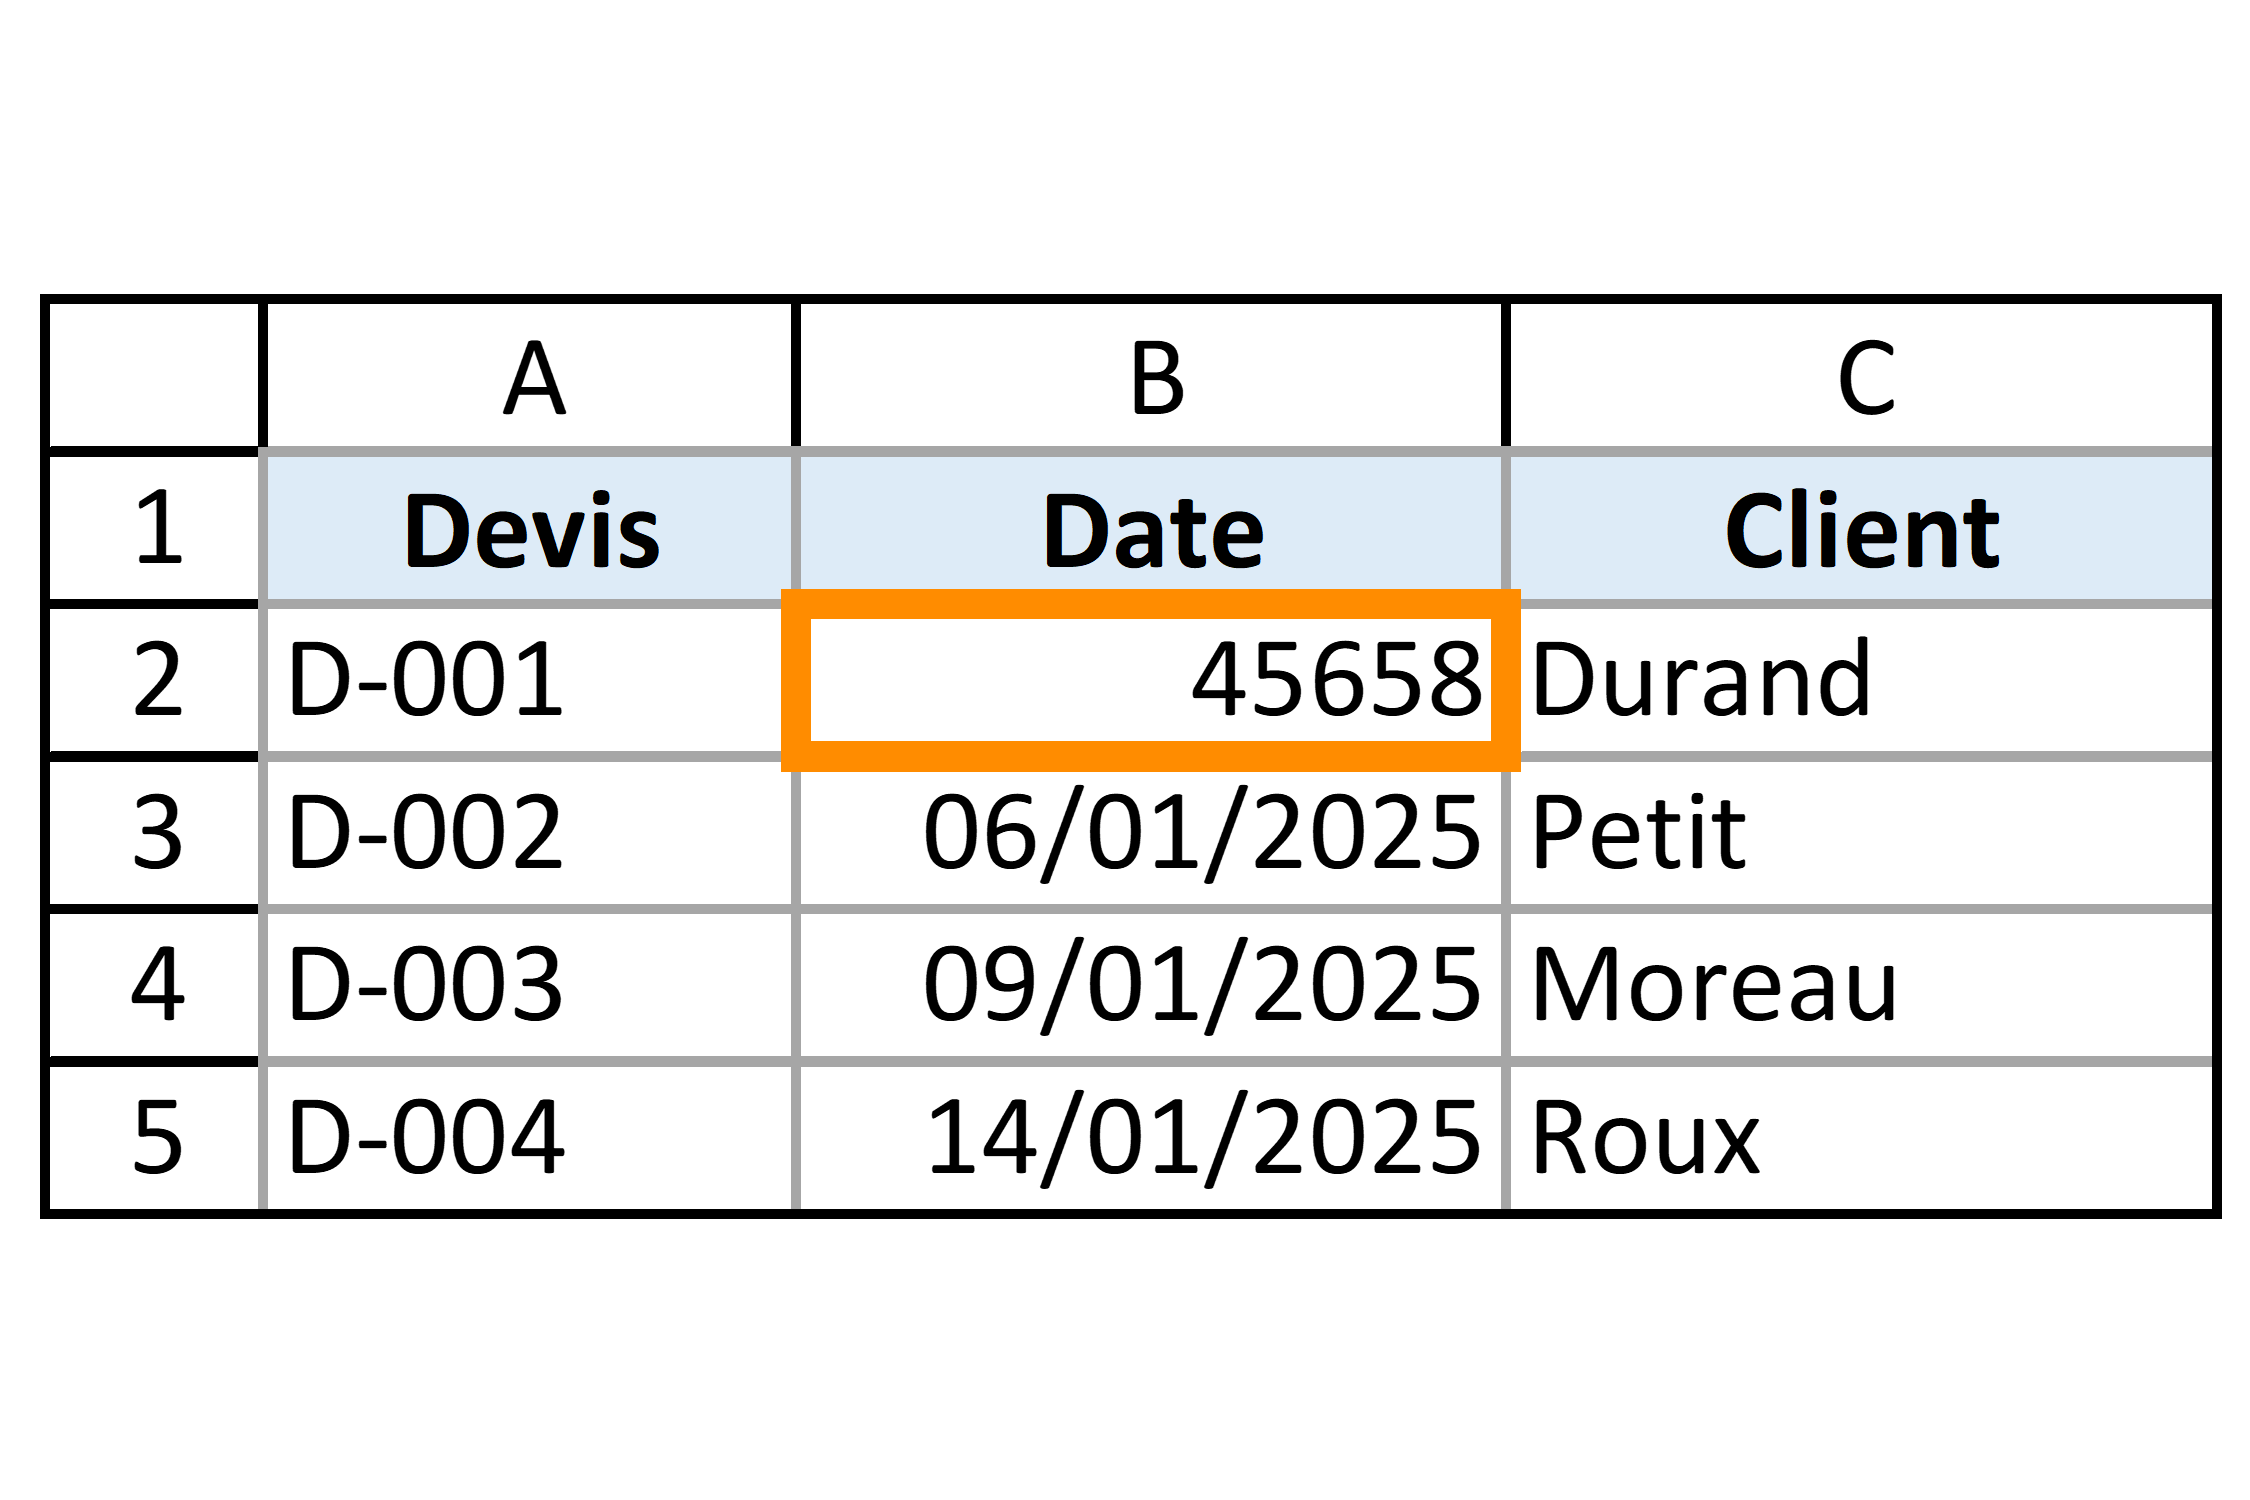 A B C
1 Devis Date Client
2 D-001 45658 Durand
3 D-002 06/01/2025 Petit
4 D-003 09/01/2025 Moreau
5 D-004 14/01/2025 Roux